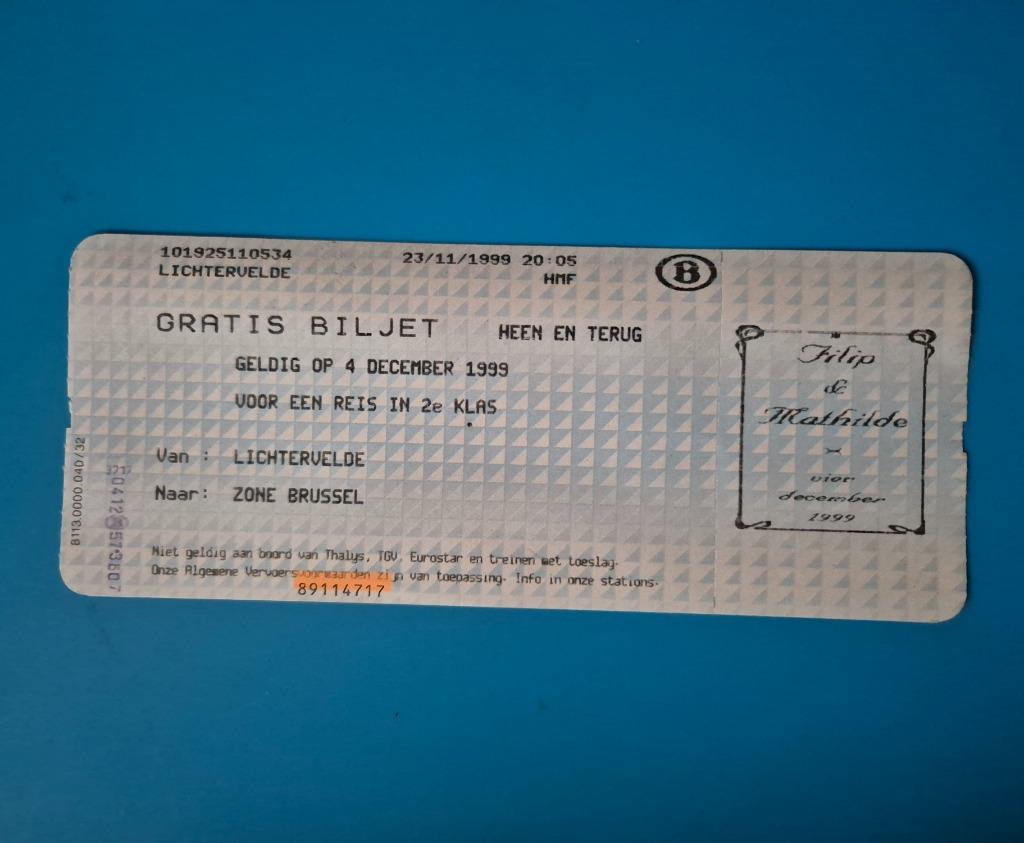 101925110534
LICHTERVELDE
23/11/1999 20:05
HMF
B
GRATIS BILJET HEEN EN TERUG
GELDIG OP 4 DECEMBER 1999
VOOR EEN REIS IN 2e KLAS
Van : LICHTERVELDE
Naar: ZONE BRUSSEL
Niet geldig aan boord van Thalys, TGV, Eurostar en treinen met toeslag.
Onze Algemene Vervoersvoorwaarden zijn van toepassing. Info in onze stations.
89114717
B113.0000.040/32
Filip
&
Mathilde
vier
december
1999